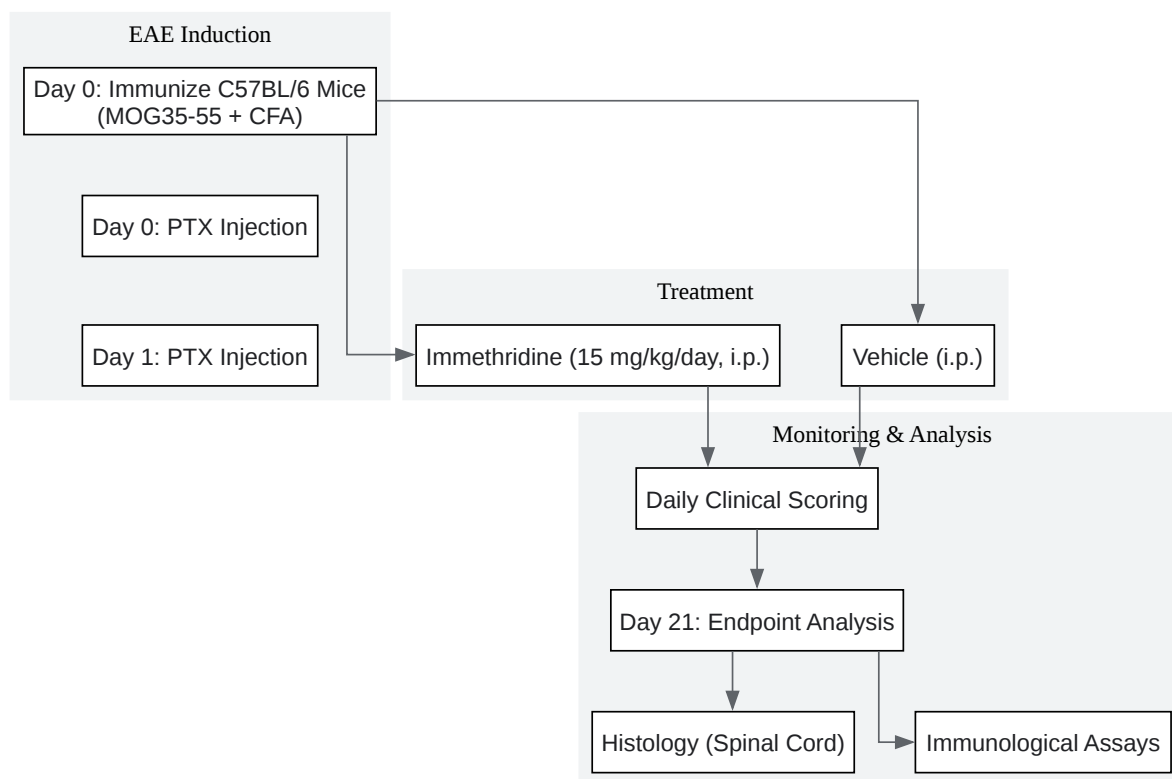 EAE Induction
Day 0: Immunize C57BL/6 Mice
(MOG35-55 + CFA)
Day 0: PTX Injection
Day 1: PTX Injection
Treatment
Immethridine (15 mg/kg/day, i.p.)
Vehicle (i.p.)
Monitoring & Analysis
Daily Clinical Scoring
Day 21: Endpoint Analysis
Histology (Spinal Cord)
Immunological Assays